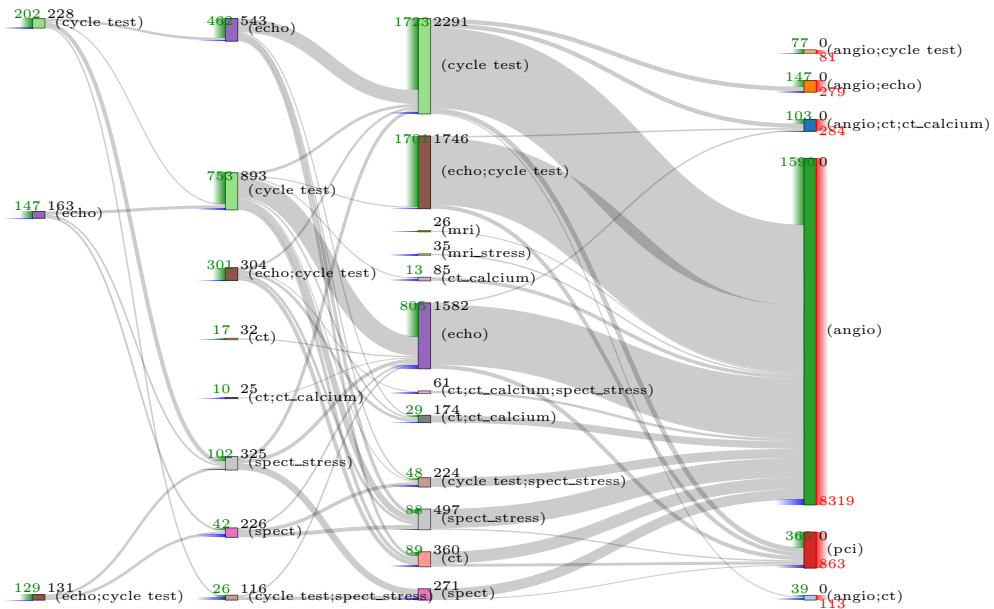 202 228
(cycle test)
147 163
(echo)
129 131
(echo;cycle test)
462 543
(echo)
753 893
(cycle test)
301 304
(echo;cycle test)
17 32
(ct)
10 25
(ct;ct_calcium)
102 325
(spect_stress)
42 226
(spect)
26 116
(cycle test;spect_stress)
1723 2291
(cycle test)
1701 1746
(echo;cycle test)
26
(mri)
35
(mri_stress)
13 85
(ct_calcium)
1582
(echo)
61
(ct;ct_calcium;spect_stress)
29 174
(ct;ct_calcium)
48 224
(cycle test;spect_stress)
88 497
(spect_stress)
89 360
(ct)
271
(spect)
77 0
(angio;cycle test)
81
147 0
(angio;echo)
279
103 0
(angio;ct;ct_calcium)
284
1590 0
(angio)
8319
0
(pci)
863
39 0
(angio;ct)
113